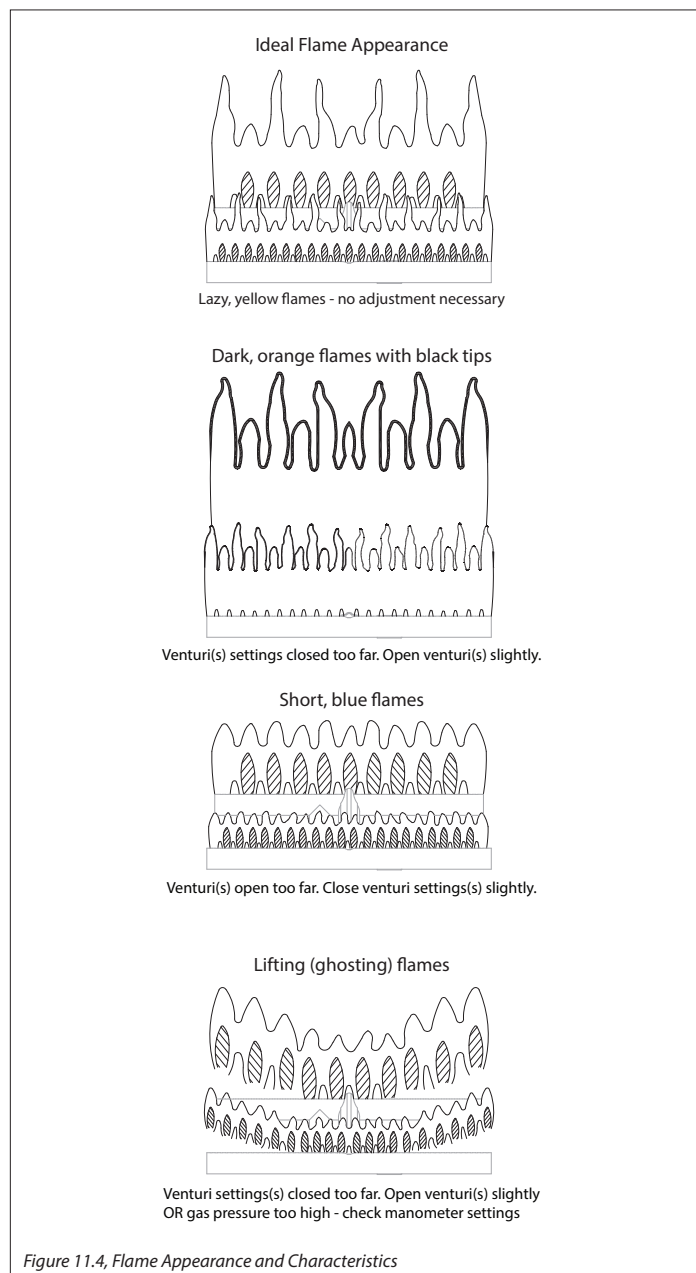 Ideal Flame Appearance
Lazy, yellow flames - no adjustment necessary
Dark, orange flames with black tips
Venturi(s) settings closed too far. Open venturi(s) slightly.
Short, blue flames
Venturi(s) open too far. Close venturi settings(s) slightly.
Lifting (ghosting) flames
Venturi settings(s) closed too far. Open venturi(s) slightly
OR gas pressure too high - check manometer settings
Figure 11.4, Flame Appearance and Characteristics